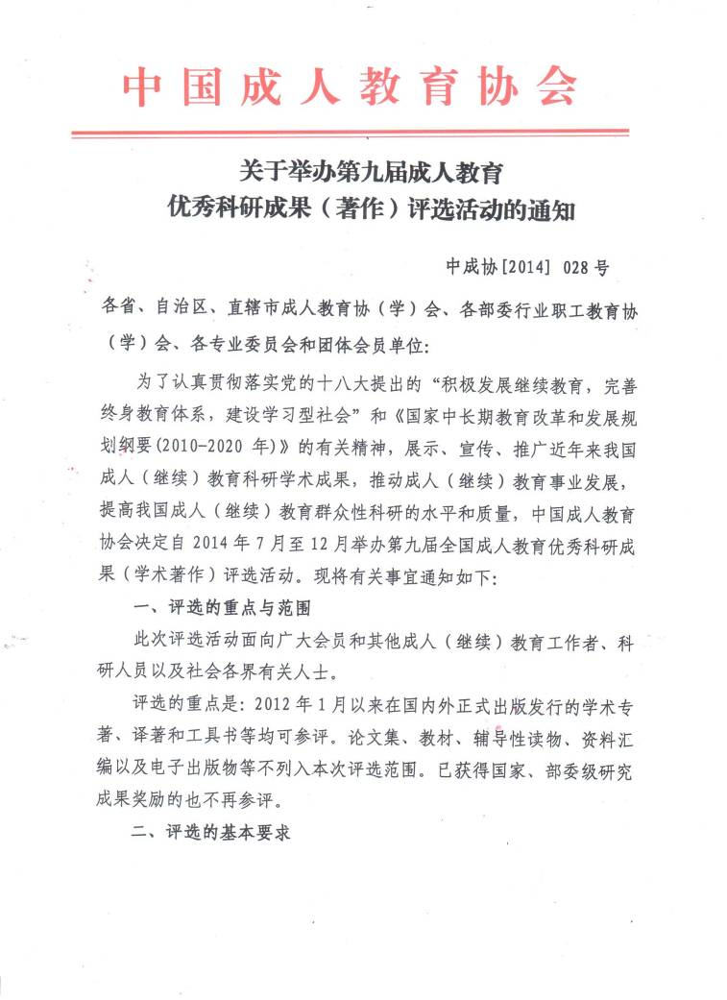 中国成人教育协会
关于举办第九届成人教育
优秀科研成果（著作）评选活动的通知
中成协[2014] 028号
各省、自治区、直辖市成人教育协（学）会、各部委行业职工教育协
（学）会、各专业委员会和团体会员单位：
为了认真贯彻落实党的十八大提出的“积极发展继续教育，完善
终身教育体系，建设学习型社会”和《国家中长期教育改革和发展规
划纲要(2010-2020 年)》的有关精神，展示、宣传、推广近年来我国
成人（继续）教育科研学术成果，推动成人（继续）教育事业发展，
提高我国成人（继续）教育群众性科研的水平和质量，中国成人教育
协会决定自 2014 年 7 月至 12 月举办第九届全国成人教育优秀科研成
果（学术著作）评选活动。现将有关事宜通知如下：
一、评选的重点与范围
此次评选活动面向广大会员和其他成人（继续）教育工作者、科
研人员以及社会各界有关人士。
评选的重点是：2012 年 1 月以来在国内外正式出版发行的学术专
著、译著和工具书等均可参评。论文集、教材、辅导性读物、资料汇
编以及电子出版物等不列入本次评选范围。已获得国家、部委级研究
成果奖励的也不再参评。
二、评选的基本要求